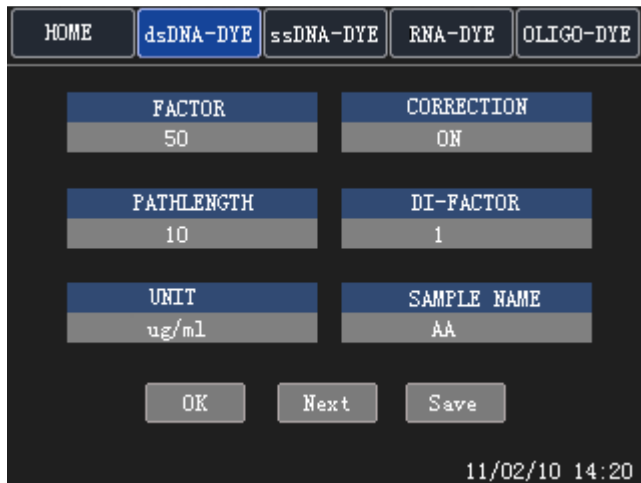 HOME dsDNA-DYE ssDNA-DYE RNA-DYE OLIGO-DYE
FACTOR CORRECTION
50 ON
PATHLENGTH DI-FACTOR
10 1
UNIT SAMPLE NAME
ug/ml AA
OK Next Save
11/02/10 14:20